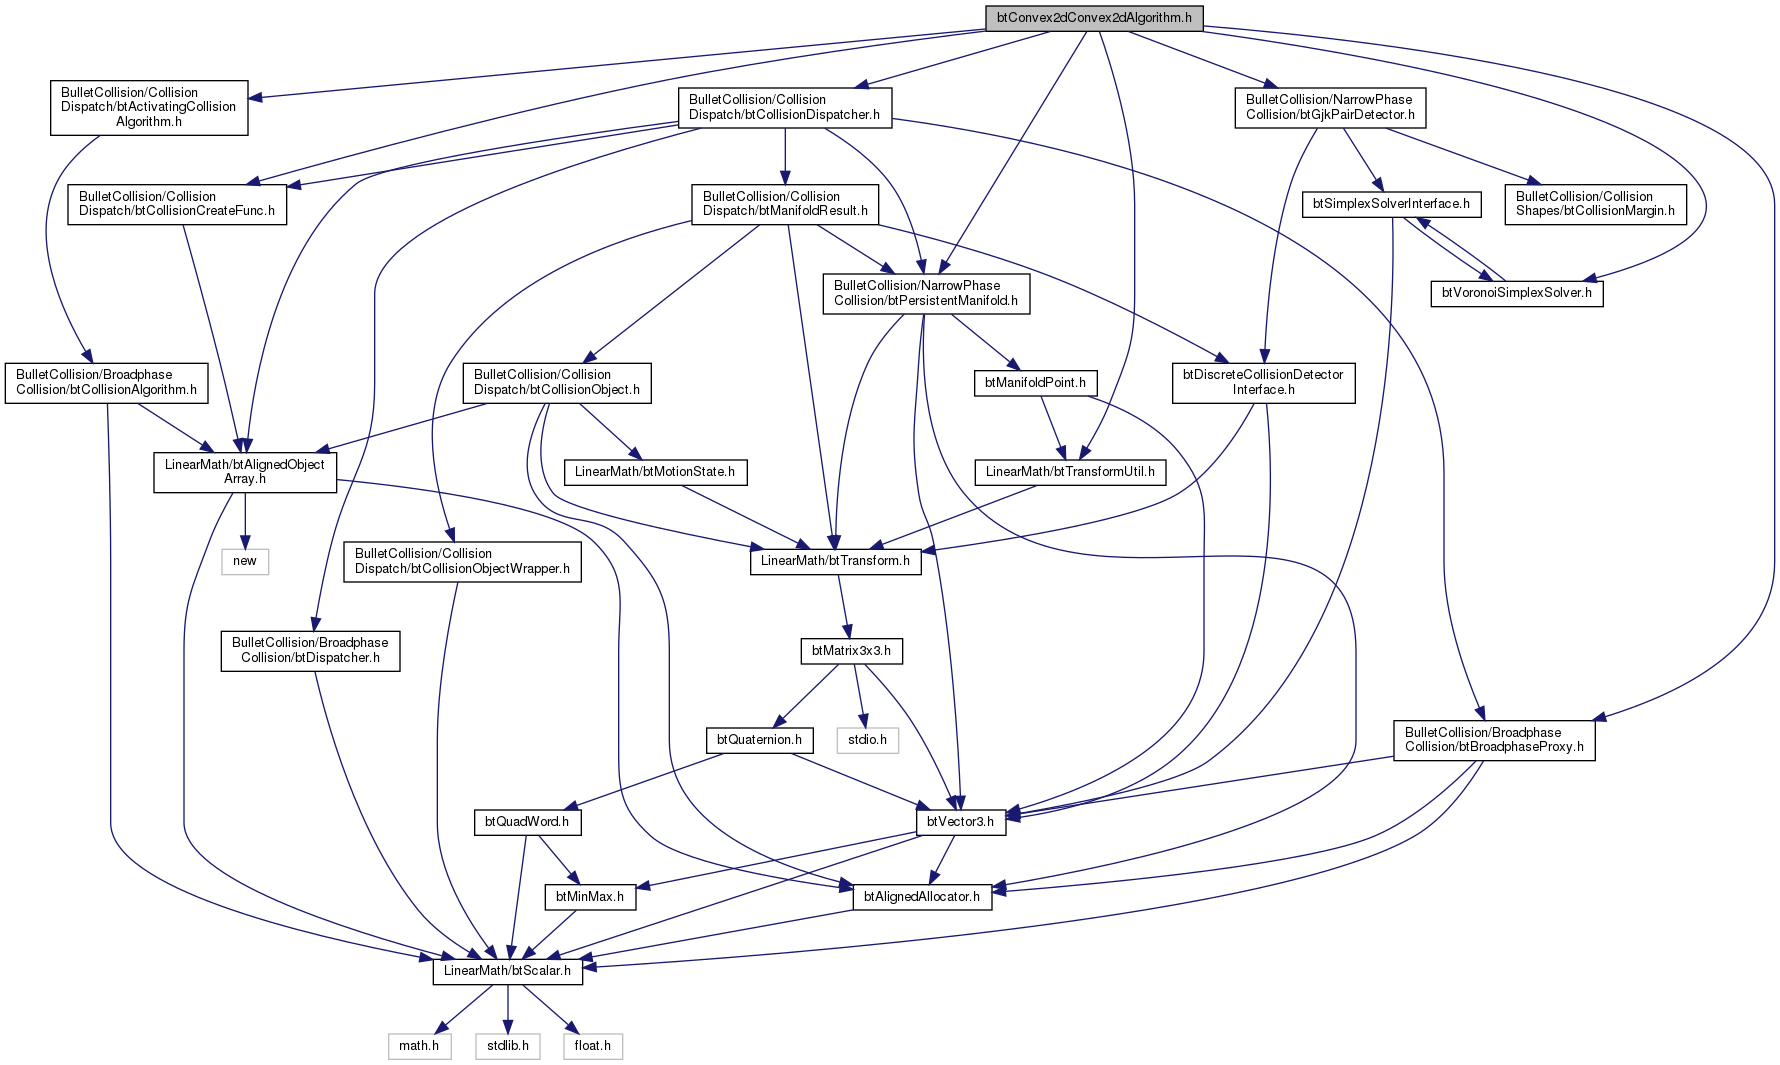 btConvex2dConvex2dAlgorithm.h
BulletCollision/Collision
Dispatch/btActivatingCollision
Algorithm.h
BulletCollision/Collision
Dispatch/btCollisionDispatcher.h
BulletCollision/NarrowPhase
Collision/btGjkPairDetector.h
BulletCollision/Collision
Dispatch/btCollisionCreateFunc.h
BulletCollision/Collision
Dispatch/btManifoldResult.h
btSimplexSolverInterface.h
BulletCollision/Collision
Shapes/btCollisionMargin.h
BulletCollision/NarrowPhase
Collision/btPersistentManifold.h
btVoronoiSimplexSolver.h
BulletCollision/Broadphase
Collision/btCollisionAlgorithm.h
BulletCollision/Collision
Dispatch/btCollisionObject.h
btManifoldPoint.h
btDiscreteCollisionDetector
Interface.h
LinearMath/btAlignedObject
Array.h
LinearMath/btMotionState.h
LinearMath/btTransformUtil.h
new
BulletCollision/Collision
Dispatch/btCollisionObjectWrapper.h
LinearMath/btTransform.h
BulletCollision/Broadphase
Collision/btDispatcher.h
btMatrix3x3.h
btQuaternion.h
stdio.h
BulletCollision/Broadphase
Collision/btBroadphaseProxy.h
btQuadWord.h
btVector3.h
btMinMax.h
btAlignedAllocator.h
LinearMath/btScalar.h
math.h
stdlib.h
float.h